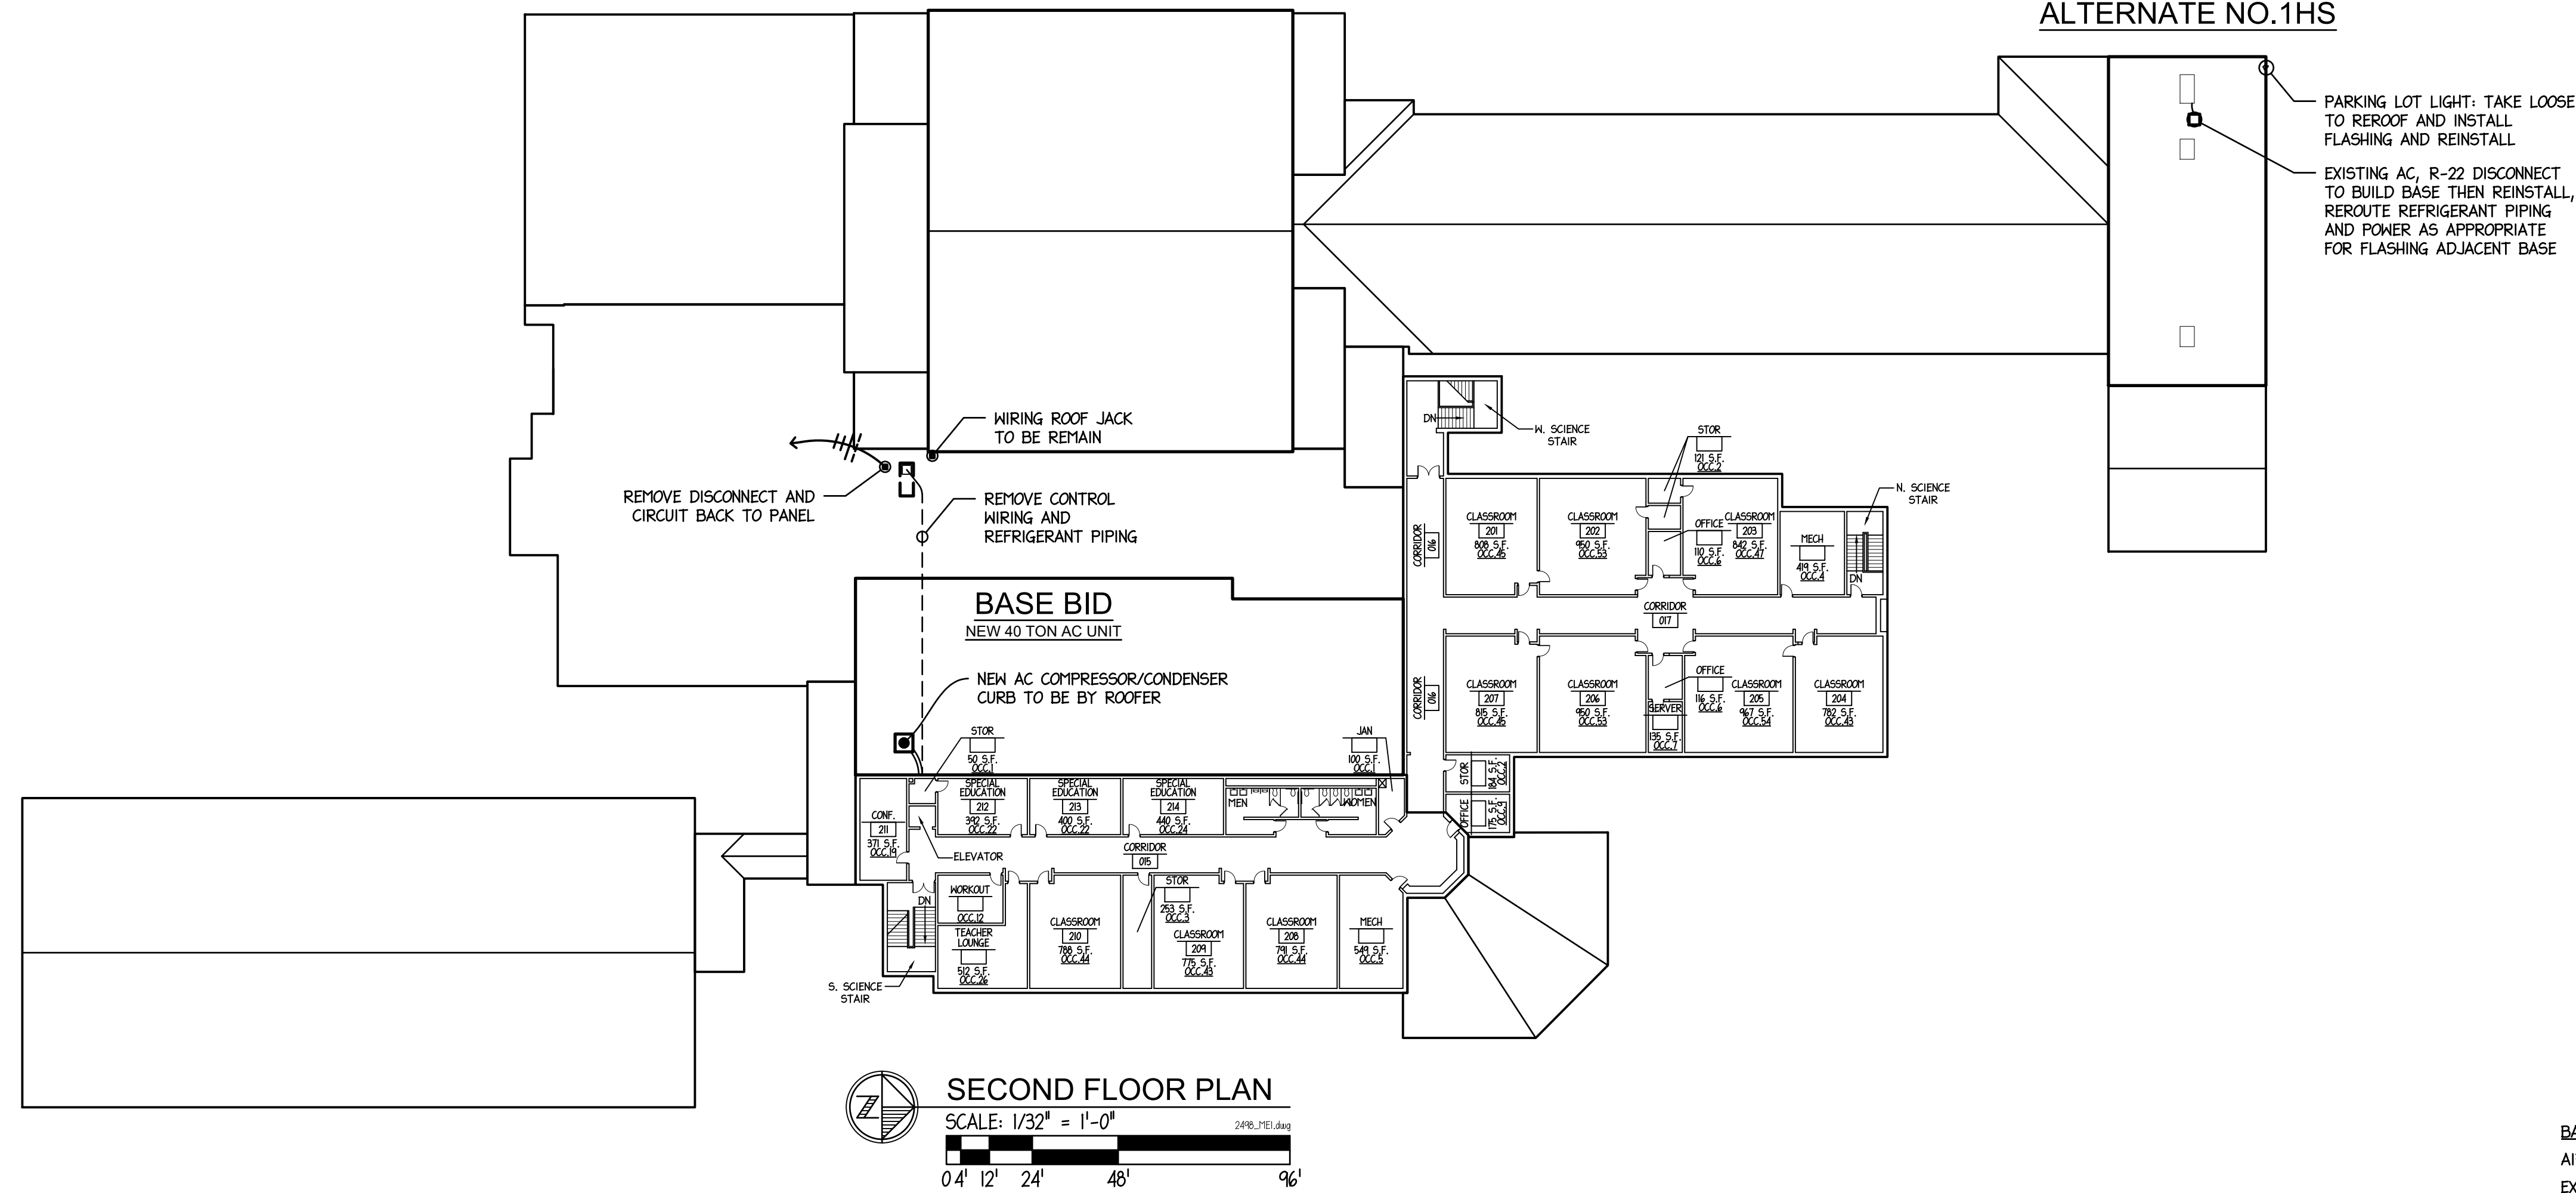 ALTERNATE NO.1HS
PARKING LOT LIGHT: TAKE LOOSE
TO REROOF AND INSTALL
FLASHING AND REINSTALL
EXISTING AC, R-22 DISCONNECT
TO BUILD BASE THEN REINSTALL,
REROUTE REFRIGERANT PIPING
AND POWER AS APPROPRIATE
FOR FLASHING ADJACENT BASE
WIRING ROOF JACK
TO BE REMAIN
REMOVE DISCONNECT AND
CIRCUIT BACK TO PANEL
REMOVE CONTROL
WIRING AND
REFRIGERANT PIPING
BASE BID
NEW 40 TON AC UNIT
NEW AC COMPRESSOR/CONDENSER
CURB TO BE BY ROOFER
DN
W. SCIENCE
STAIR
STOR
121 S.F.
OCC.2
N. SCIENCE
STAIR
CORRIDOR
016
CLASSROOM
201
808 S.F.
OCC.45
CLASSROOM
202
950 S.F.
OCC.53
OFFICE
110 S.F.
OCC.6
CLASSROOM
203
842 S.F.
OCC.47
MECH
419 S.F.
OCC.4
DN
CORRIDOR
017
CORRIDOR
016
CLASSROOM
207
815 S.F.
OCC.45
CLASSROOM
206
950 S.F.
OCC.53
SERVER
135 S.F.
OCC.7
OFFICE
116 S.F.
OCC.6
CLASSROOM
205
967 S.F.
OCC.54
CLASSROOM
204
782 S.F.
OCC.43
STOR
184 S.F.
OCC.2
OFFICE
175 S.F.
OCC.9
STOR
50 S.F.
OCC.1
JAN
100 S.F.
OCC.1
CONF.
211
371 S.F.
OCC.19
SPECIAL
EDUCATION
212
392 S.F.
OCC.22
SPECIAL
EDUCATION
213
400 S.F.
OCC.22
SPECIAL
EDUCATION
214
440 S.F.
OCC.24
MEN
WOMEN
ELEVATOR
CORRIDOR
015
DN
WORKOUT
OCC.12
TEACHER
LOUNGE
512 S.F.
OCC.26
CLASSROOM
210
788 S.F.
OCC.44
STOR
253 S.F.
OCC.3
CLASSROOM
209
775 S.F.
OCC.43
CLASSROOM
208
791 S.F.
OCC.44
MECH
549 S.F.
OCC.5
S. SCIENCE
STAIR
N
SECOND FLOOR PLAN
SCALE: 1/32" = 1'-0"
2498_ME1.dwg
0 4' 12' 24' 48' 96'